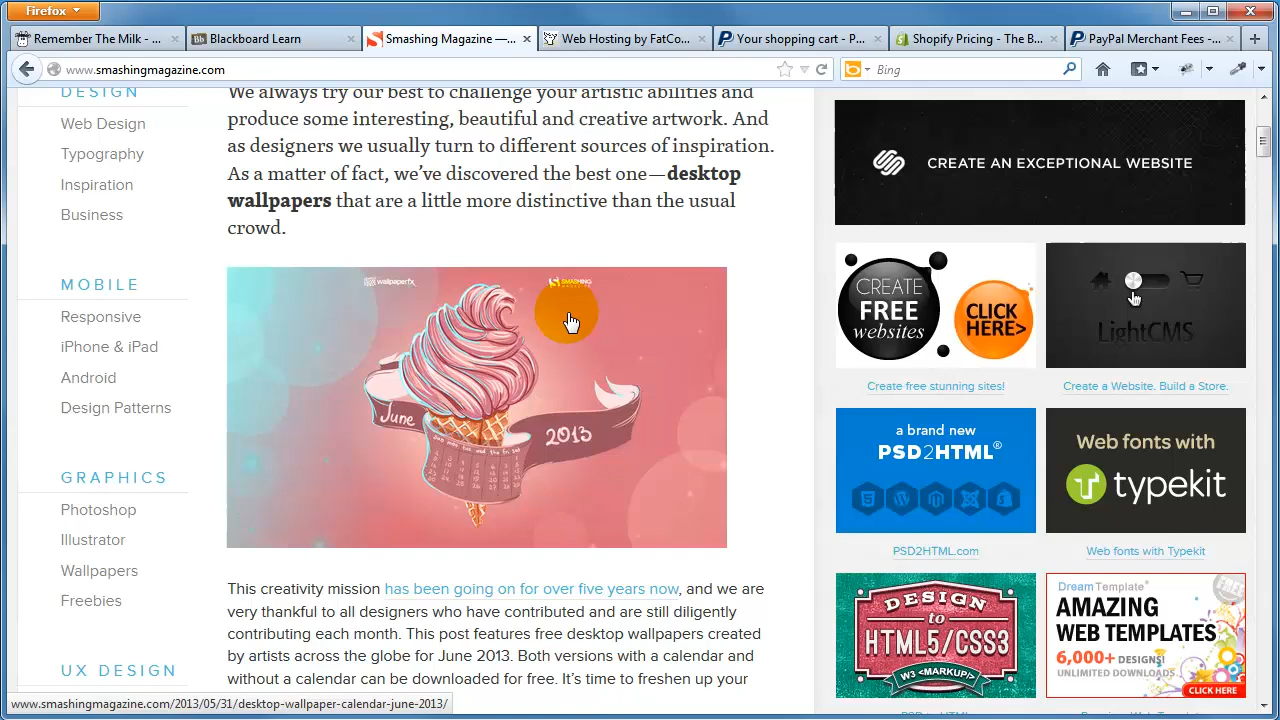 Firefox
Remember The Milk - ...
Blackboard Learn
Smashing Magazine —...
Web Hosting by FatCo...
Your shopping cart - P...
Shopify Pricing - The B...
PayPal Merchant Fees -...
www.smashingmagazine.com
Bing
DESIGN
Web Design
Typography
Inspiration
Business
MOBILE
Responsive
iPhone & iPad
Android
Design Patterns
GRAPHICS
Photoshop
Illustrator
Wallpapers
Freebies
UX DESIGN
We always try our best to challenge your artistic abilities and
produce some interesting, beautiful and creative artwork. And
as designers we usually turn to different sources of inspiration.
As a matter of fact, we've discovered the best one—desktop
wallpapers that are a little more distinctive than the usual
crowd.
wallpaperfx
SMASHING
June
2013
This creativity mission has been going on for over five years now, and we are
very thankful to all designers who have contributed and are still diligently
contributing each month. This post features free desktop wallpapers created
by artists across the globe for June 2013. Both versions with a calendar and
without a calendar can be downloaded for free. It's time to freshen up your
CREATE AN EXCEPTIONAL WEBSITE
CREATE
FREE
websites
CLICK
HERE>
Create free stunning sites!
LightCMS
Create a Website. Build a Store.
a brand new
PSD2HTML®
PSD2HTML.com
Web fonts with
typekit
Web fonts with Typekit
DESIGN
to
HTML5/CSS3
W3 <MARKUP/>
DreamTemplate®
FREE
AMAZING
WEB TEMPLATES
6,000+ DESIGNS!
UNLIMITED DOWNLOADS
CLICK HERE
www.smashingmagazine.com/2013/05/31/desktop-wallpaper-calendar-june-2013/